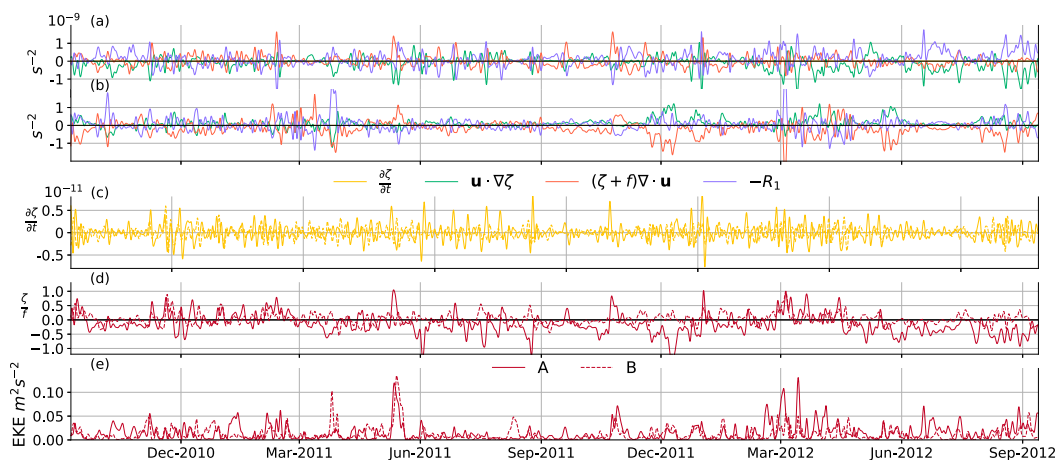 10⁻⁹ (a)
1
0
-1
s⁻²
(b)
1
0
-1
s⁻²
∂ζ/∂t u · ∇ζ (ζ + f)∇ · u −R₁
10⁻¹¹ (c)
0.5
0.0
-0.5
∂ζ/∂t
(d)
1.0
0.5
0.0
−0.5
−1.0
ζ/f
(e) A B
0.10
0.05
0.00
EKE m²s⁻²
Dec-2010 Mar-2011 Jun-2011 Sep-2011 Dec-2011 Mar-2012 Jun-2012 Sep-2012